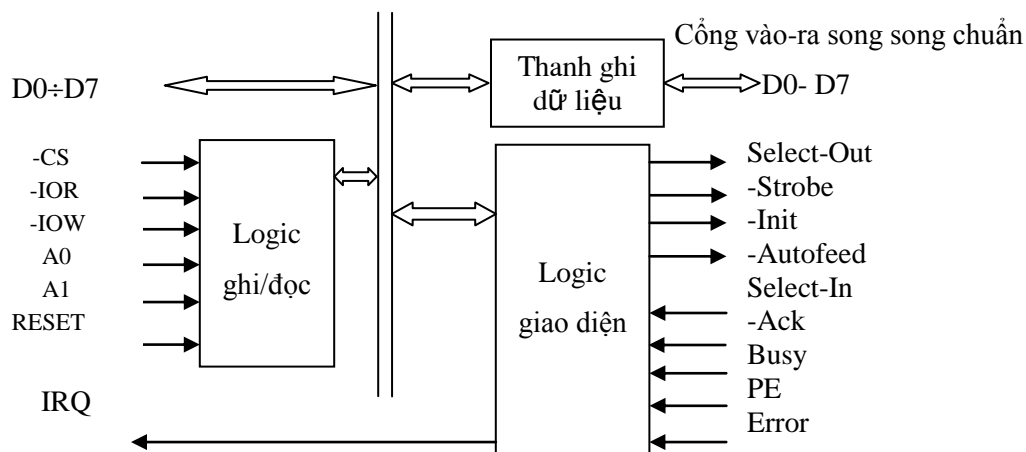 Cổng vào-ra song song chuẩn
D0÷D7
Thanh ghi
dữ liệu
D0- D7
-CS
-IOR
-IOW
A0
A1
RESET
Logic
ghi/đọc
Logic
giao diện
Select-Out
-Strobe
-Init
-Autofeed
Select-In
-Ack
Busy
PE
Error
IRQ